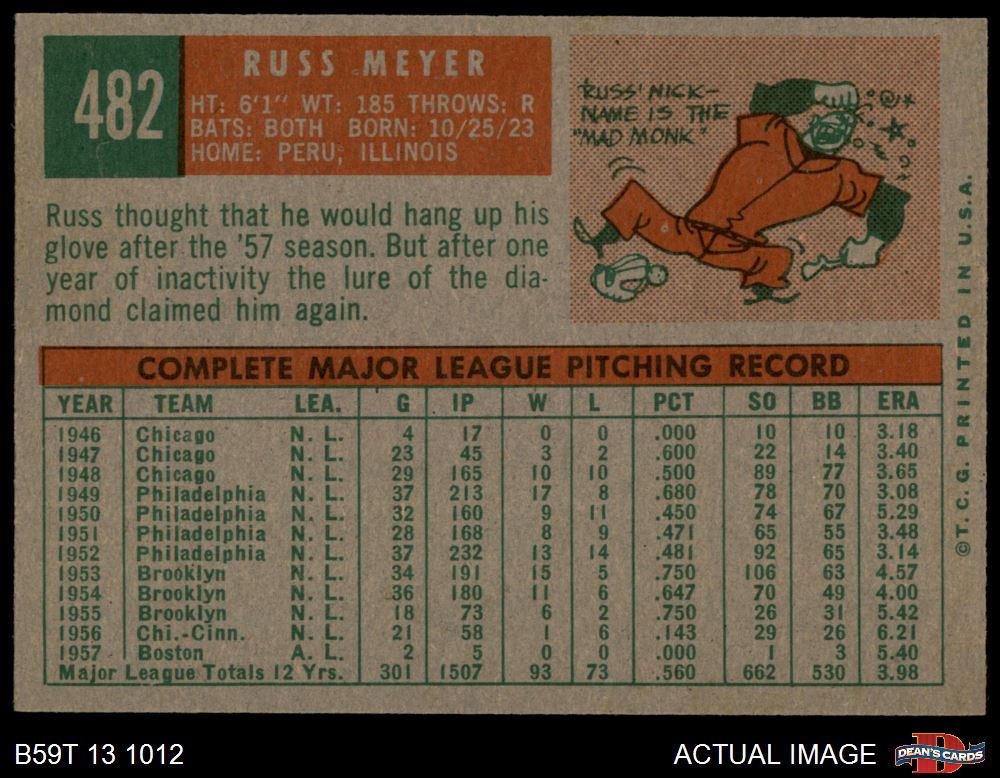 482
RUSS MEYER
HT: 6'1" WT: 185 THROWS: R
BATS: BOTH BORN: 10/25/23
HOME: PERU, ILLINOIS
Russ thought that he would hang up his
glove after the '57 season. But after one
year of inactivity the lure of the dia-
mond claimed him again.
RUSS' NICK-
NAME IS THE
"MAD MONK"
COMPLETE MAJOR LEAGUE PITCHING RECORD
YEAR TEAM LEA. G IP W L PCT SO BB ERA
1946 Chicago N. L. 4 17 0 0 .000 10 10 3.18
1947 Chicago N. L. 23 45 3 2 .600 22 14 3.40
1948 Chicago N. L. 29 165 10 10 .500 89 77 3.65
1949 Philadelphia N. L. 37 213 17 8 .680 78 70 3.08
1950 Philadelphia N. L. 32 160 9 11 .450 74 67 5.29
1951 Philadelphia N. L. 28 168 8 9 .471 65 55 3.48
1952 Philadelphia N. L. 37 232 13 14 .481 92 65 3.14
1953 Brooklyn N. L. 34 191 15 5 .750 106 63 4.57
1954 Brooklyn N. L. 36 180 11 6 .647 70 49 4.00
1955 Brooklyn N. L. 18 73 6 2 .750 26 31 5.42
1956 Chi.-Cinn. N. L. 21 58 1 6 .143 29 26 6.21
1957 Boston A. L. 2 5 0 0 .000 1 3 5.40
Major League Totals 12 Yrs. 301 1507 93 73 .560 662 530 3.98
©T. C. G. PRINTED IN U.S.A.
B59T 13 1012
ACTUAL IMAGE
DEAN'S CARDS